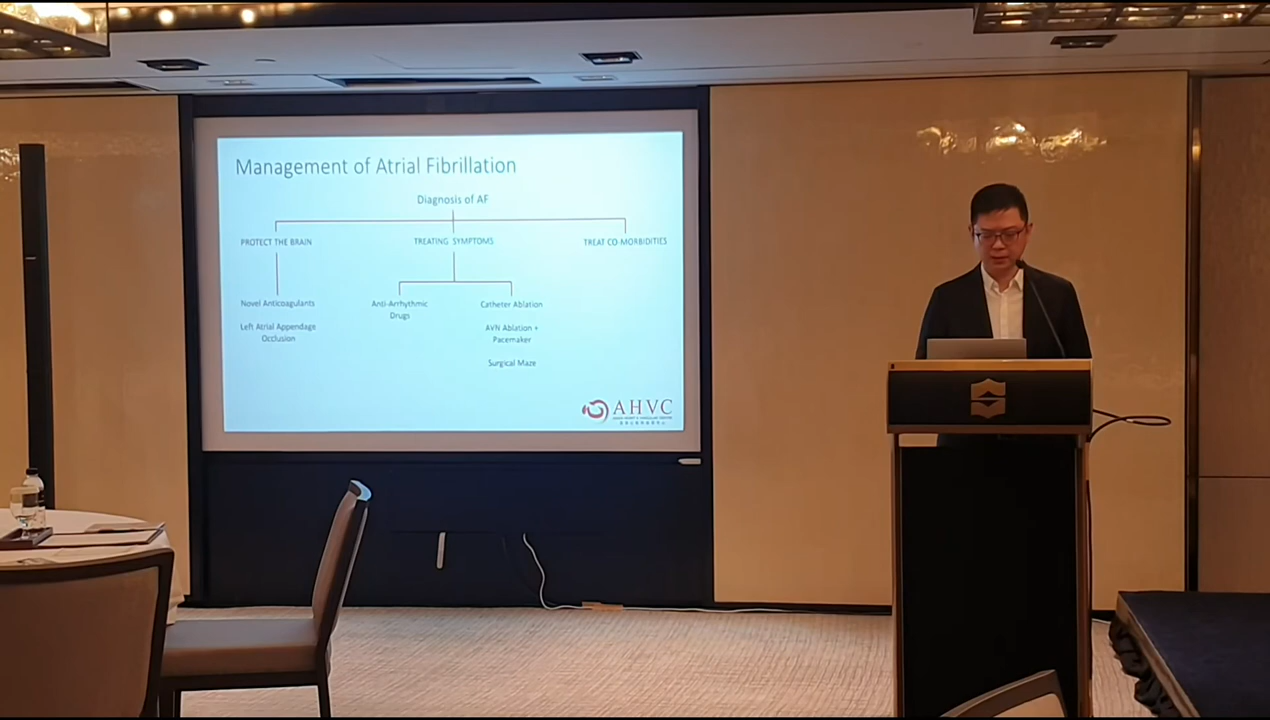 Management of Atrial Fibrillation
Diagnosis of AF
PROTECT THE BRAIN
TREATING SYMPTOMS
TREAT CO MORBIDITIES
Novel Anticoagulants
Left Atrial Appendage
Occlusion
Anti-Arrhythmic
Drugs
Catheter Ablation
AVN Ablation +
Pacemaker
Surgical Maze
AHVC